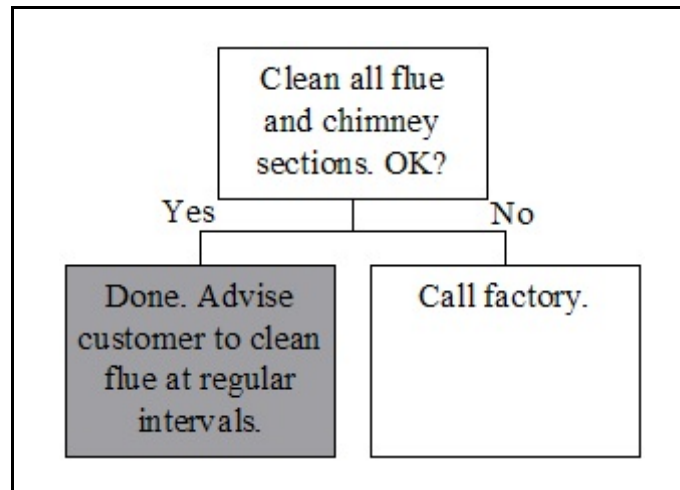 Clean all flue
and chimney
sections. OK?
Yes
No
Done. Advise
customer to clean
flue at regular
intervals.
Call factory.